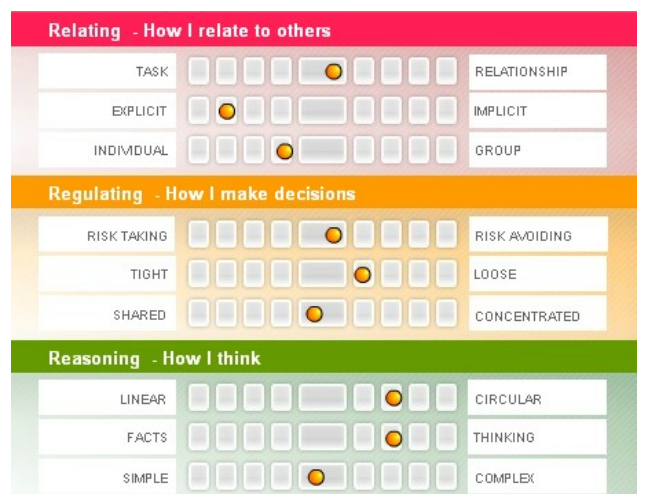 Relating - How I relate to others
TASK RELATIONSHIP
EXPLICIT IMPLICIT
INDIVIDUAL GROUP
Regulating - How I make decisions
RISK TAKING RISK AVOIDING
TIGHT LOOSE
SHARED CONCENTRATED
Reasoning - How I think
LINEAR CIRCULAR
FACTS THINKING
SIMPLE COMPLEX